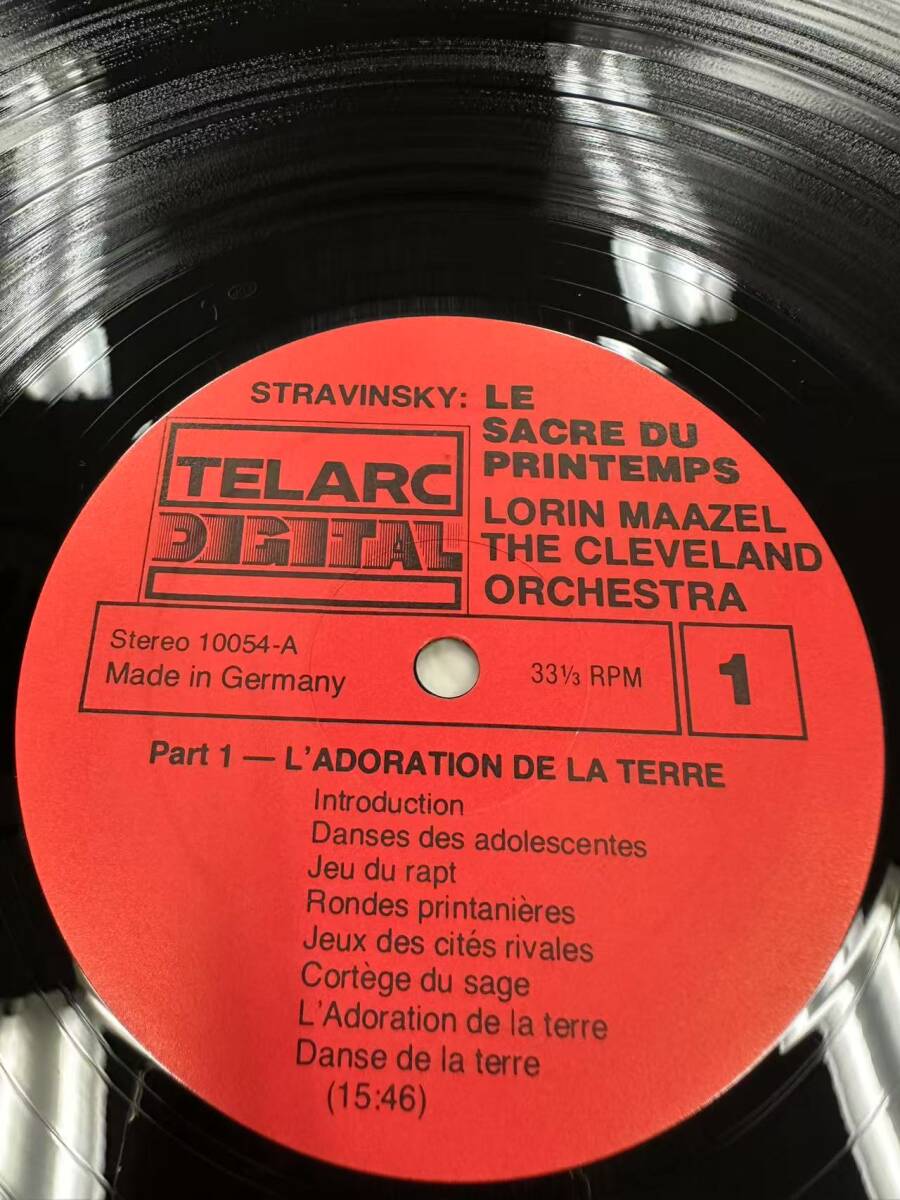 STRAVINSKY: LE
SACRE DU
PRINTEMPS
TELARC
DIGITAL
LORIN MAAZEL
THE CLEVELAND
ORCHESTRA
Stereo 10054-A
Made in Germany
33⅓ RPM
1
Part 1 — L'ADORATION DE LA TERRE
Introduction
Danses des adolescentes
Jeu du rapt
Rondes printanières
Jeux des cités rivales
Cortège du sage
L'Adoration de la terre
Danse de la terre
(15:46)